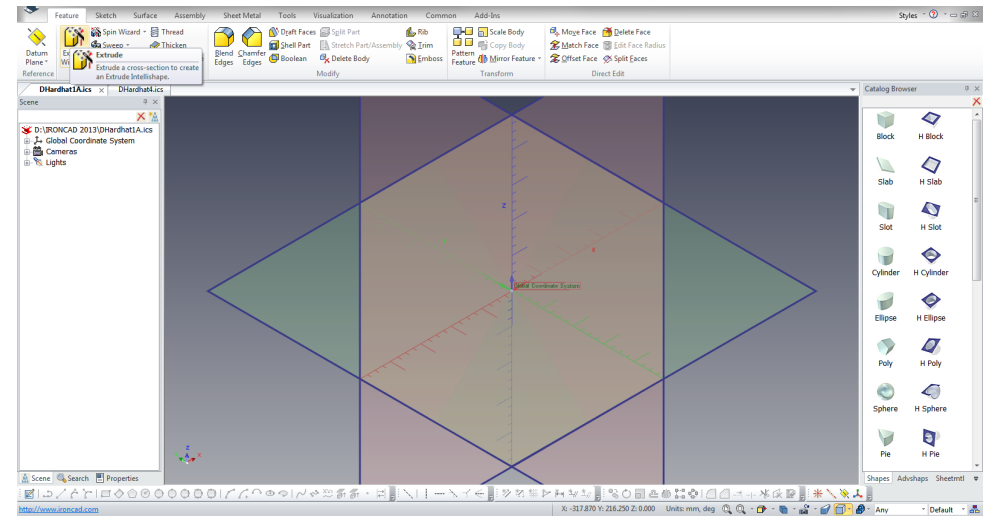 Feature Sketch Surface Assembly Sheet Metal Tools Visualization Annotation Common Add-Ins Styles
Spin Wizard Thread Draft Faces Split Part Rib Scale Body Move Face Delete Face
Sweep Thicken Shell Part Stretch Part/Assembly Trim Copy Body Match Face Edit Face Radius
Datum Plane Blend Edges Chamfer Edges Boolean Delete Body Emboss Pattern Feature Mirror Feature Offset Face Split Faces
Extrude
Extrude a cross-section to create
an Extrude Intellishape.
Reference Modify Transform Direct Edit
DHardhat1A.ics DHardhat4.ics
Scene
D:\IRONCAD 2013\DHardhat1A.ics
Global Coordinate System
Cameras
Lights
Z
X
Global Coordinate System
Z
X
Catalog Browser
Block H Block
Slab H Slab
Slot H Slot
Cylinder H Cylinder
Ellipse H Ellipse
Poly H Poly
Sphere H Sphere
Pie H Pie
Scene Search Properties
Shapes Advshaps Sheetmtl
http://www.ironcad.com X: -317.870 Y: 216.250 Z: 0.000 Units: mm, deg Any Default